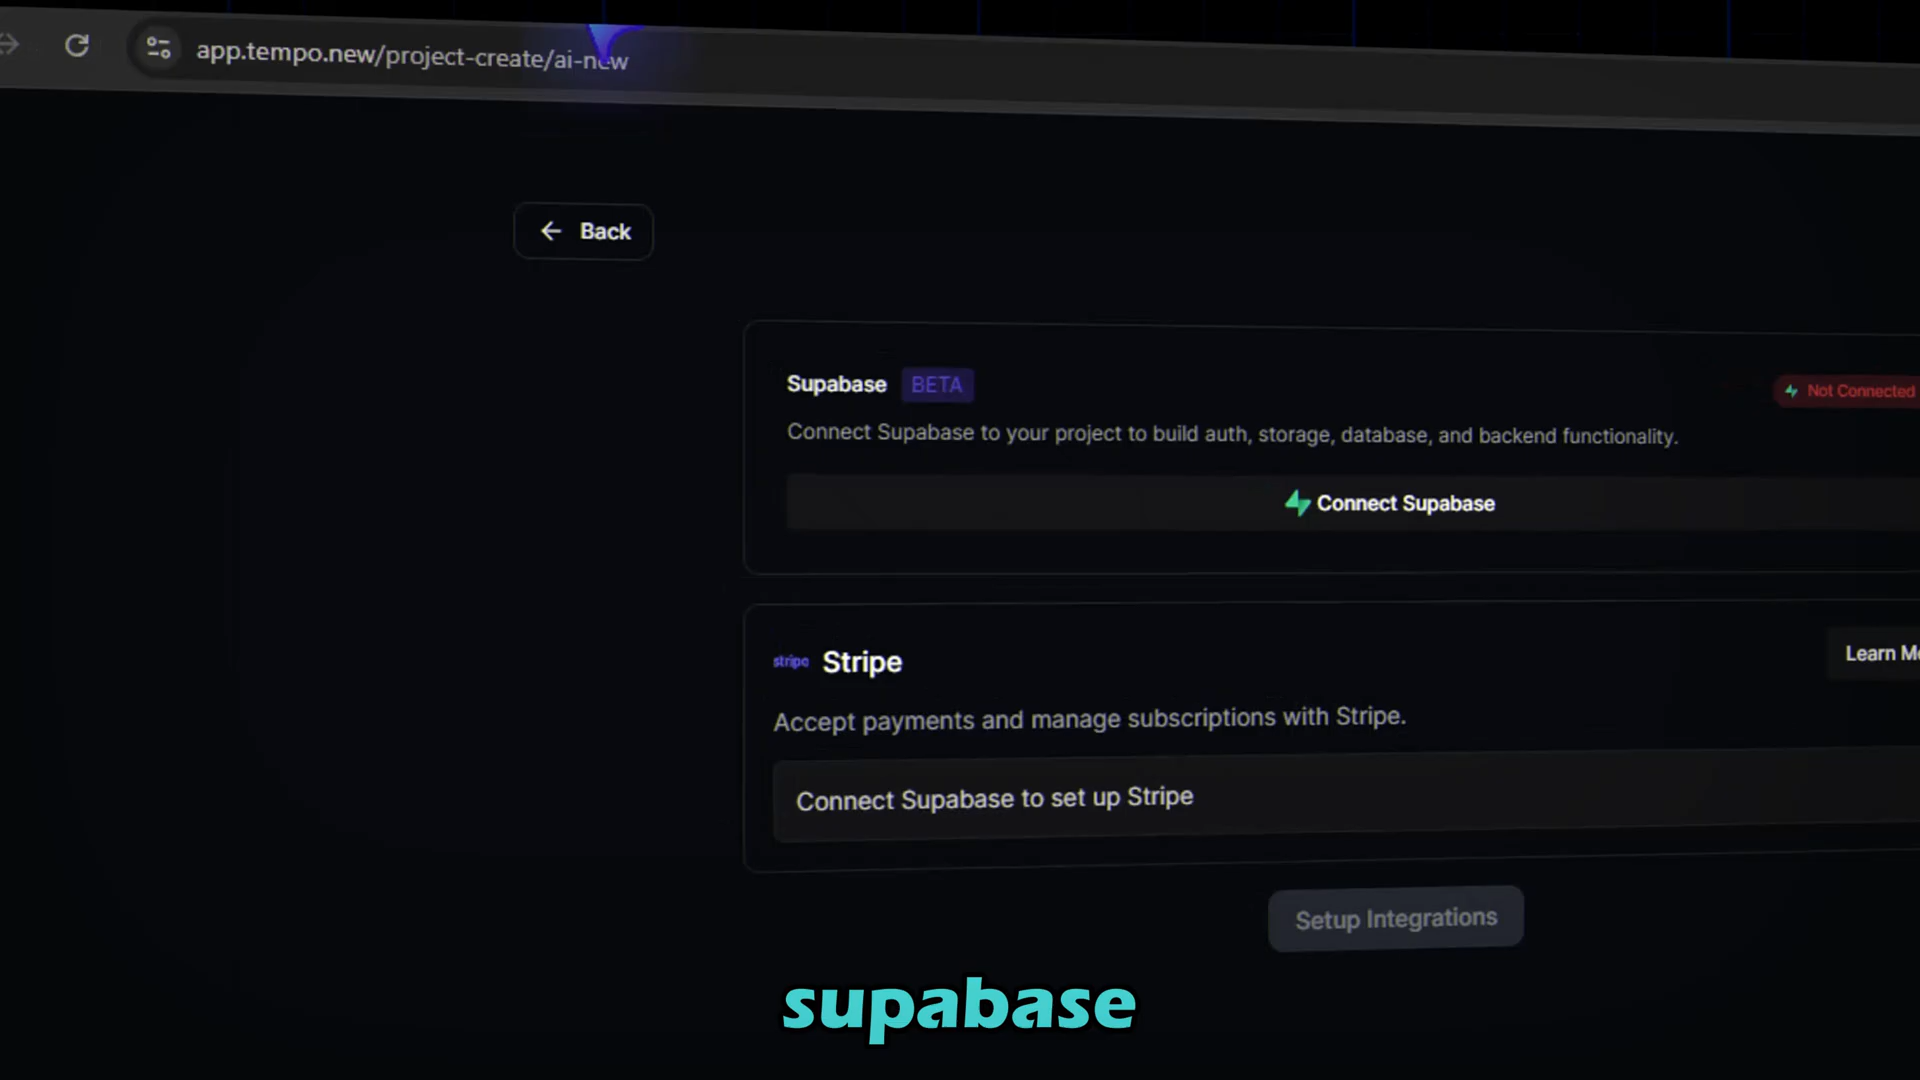 app.tempo.new/project-create/ai-new
Back
Supabase BETA
Not Connected
Connect Supabase to your project to build auth, storage, database, and backend functionality.
Connect Supabase
stripe Stripe
Learn
Accept payments and manage subscriptions with Stripe.
Connect Supabase to set up Stripe
Setup Integrations
supabase